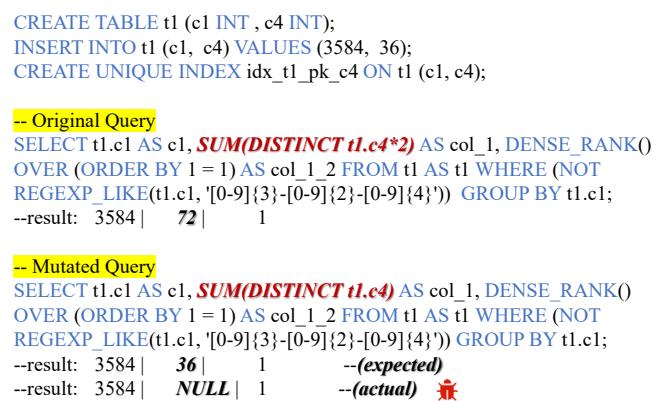 CREATE TABLE t1 (c1 INT , c4 INT);
INSERT INTO t1 (c1, c4) VALUES (3584, 36);
CREATE UNIQUE INDEX idx_t1_pk_c4 ON t1 (c1, c4);
-- Original Query
SELECT t1.c1 AS c1, SUM(DISTINCT t1.c4*2) AS col_1, DENSE_RANK()
OVER (ORDER BY 1 = 1) AS col_1_2 FROM t1 AS t1 WHERE (NOT
REGEXP_LIKE(t1.c1, '[0-9]{3}-[0-9]{2}-[0-9]{4}')) GROUP BY t1.c1;
--result: 3584 | 72 | 1
-- Mutated Query
SELECT t1.c1 AS c1, SUM(DISTINCT t1.c4) AS col_1, DENSE_RANK()
OVER (ORDER BY 1 = 1) AS col_1_2 FROM t1 AS t1 WHERE (NOT
REGEXP_LIKE(t1.c1, '[0-9]{3}-[0-9]{2}-[0-9]{4}')) GROUP BY t1.c1;
--result: 3584 | 36 | 1 --(expected)
--result: 3584 | NULL | 1 --(actual)